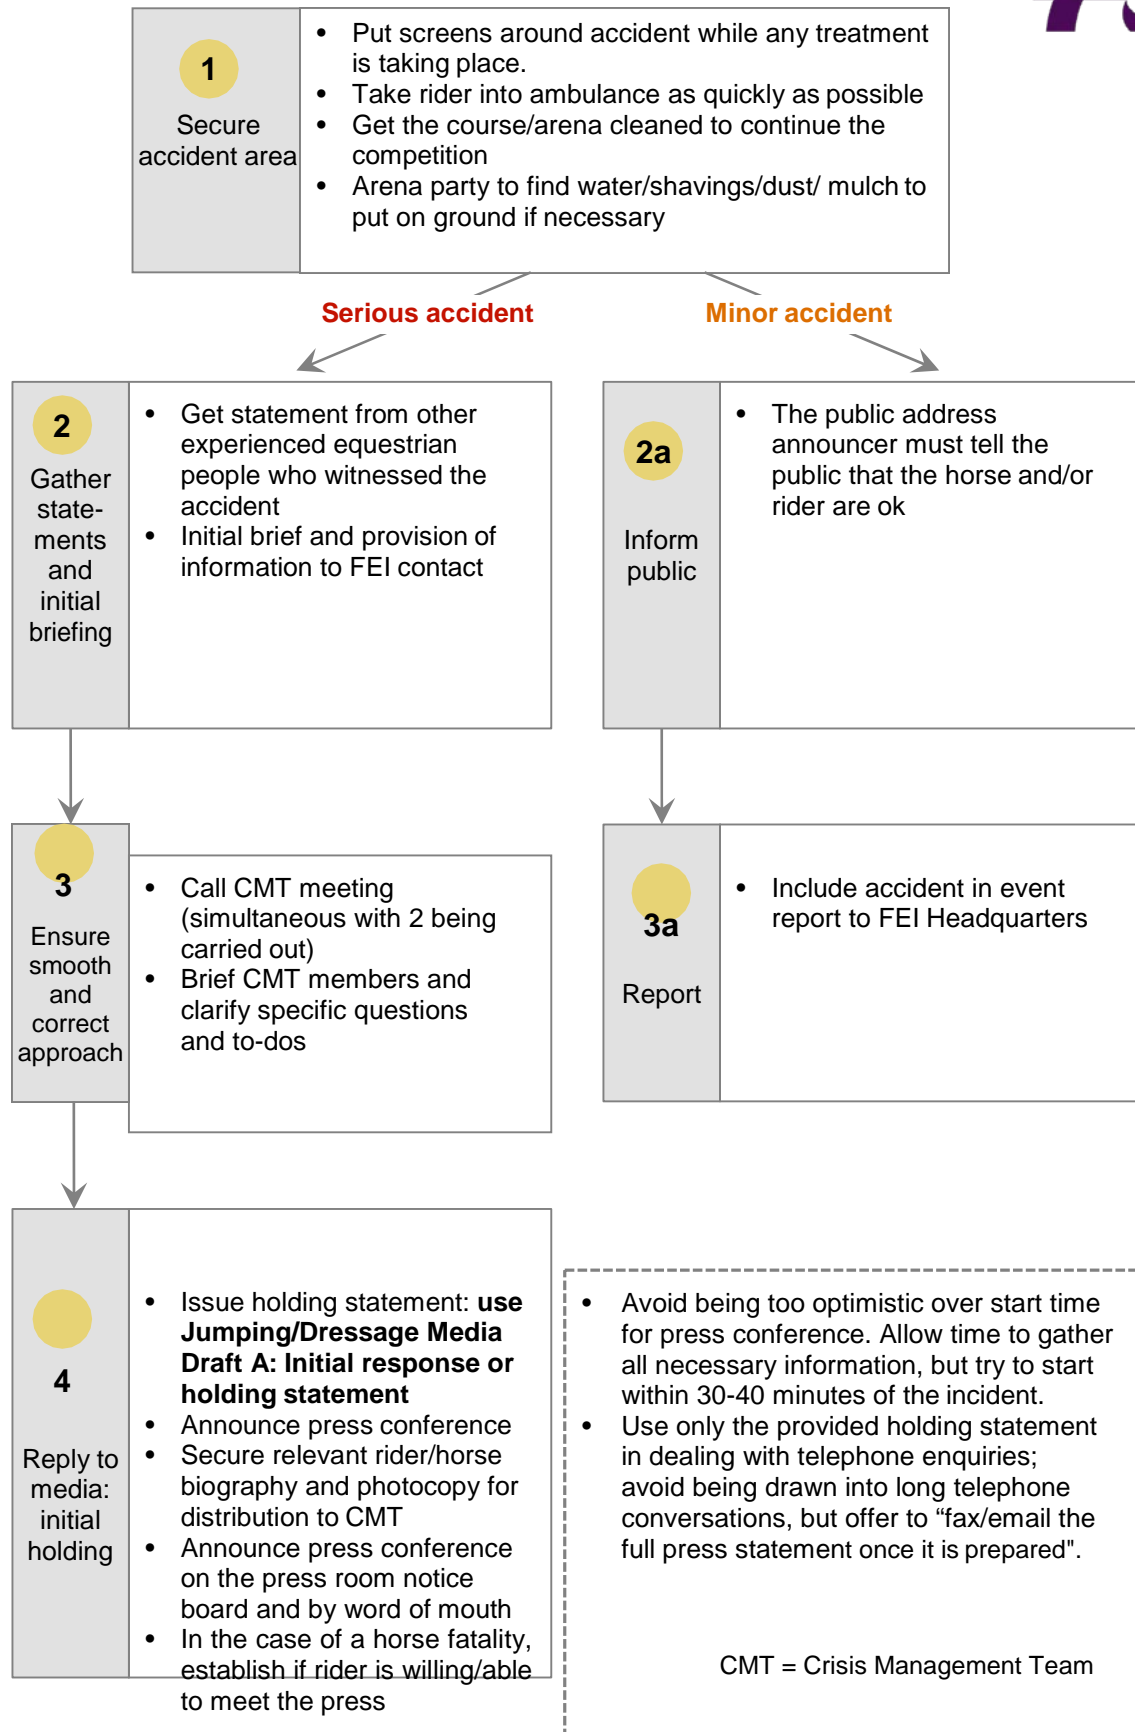 1
Secure
accident area
• Put screens around accident while any treatment
is taking place.
• Take rider into ambulance as quickly as possible
• Get the course/arena cleaned to continue the
competition
• Arena party to find water/shavings/dust/ mulch to
put on ground if necessary
Serious accident
Minor accident
2
Gather
state-
ments
and
initial
briefing
• Get statement from other
experienced equestrian
people who witnessed the
accident
• Initial brief and provision of
information to FEI contact
2a
Inform
public
• The public address
announcer must tell the
public that the horse and/or
rider are ok
3
Ensure
smooth
and
correct
approach
• Call CMT meeting
(simultaneous with 2 being
carried out)
• Brief CMT members and
clarify specific questions
and to-dos
3a
Report
• Include accident in event
report to FEI Headquarters
4
Reply to
media:
initial
holding
• Issue holding statement: use
Jumping/Dressage Media
Draft A: Initial response or
holding statement
• Announce press conference
• Secure relevant rider/horse
biography and photocopy for
distribution to CMT
• Announce press conference
on the press room notice
board and by word of mouth
• In the case of a horse fatality,
establish if rider is willing/able
to meet the press
• Avoid being too optimistic over start time
for press conference. Allow time to gather
all necessary information, but try to start
within 30-40 minutes of the incident.
• Use only the provided holding statement
in dealing with telephone enquiries;
avoid being drawn into long telephone
conversations, but offer to “fax/email the
full press statement once it is prepared".
CMT = Crisis Management Team